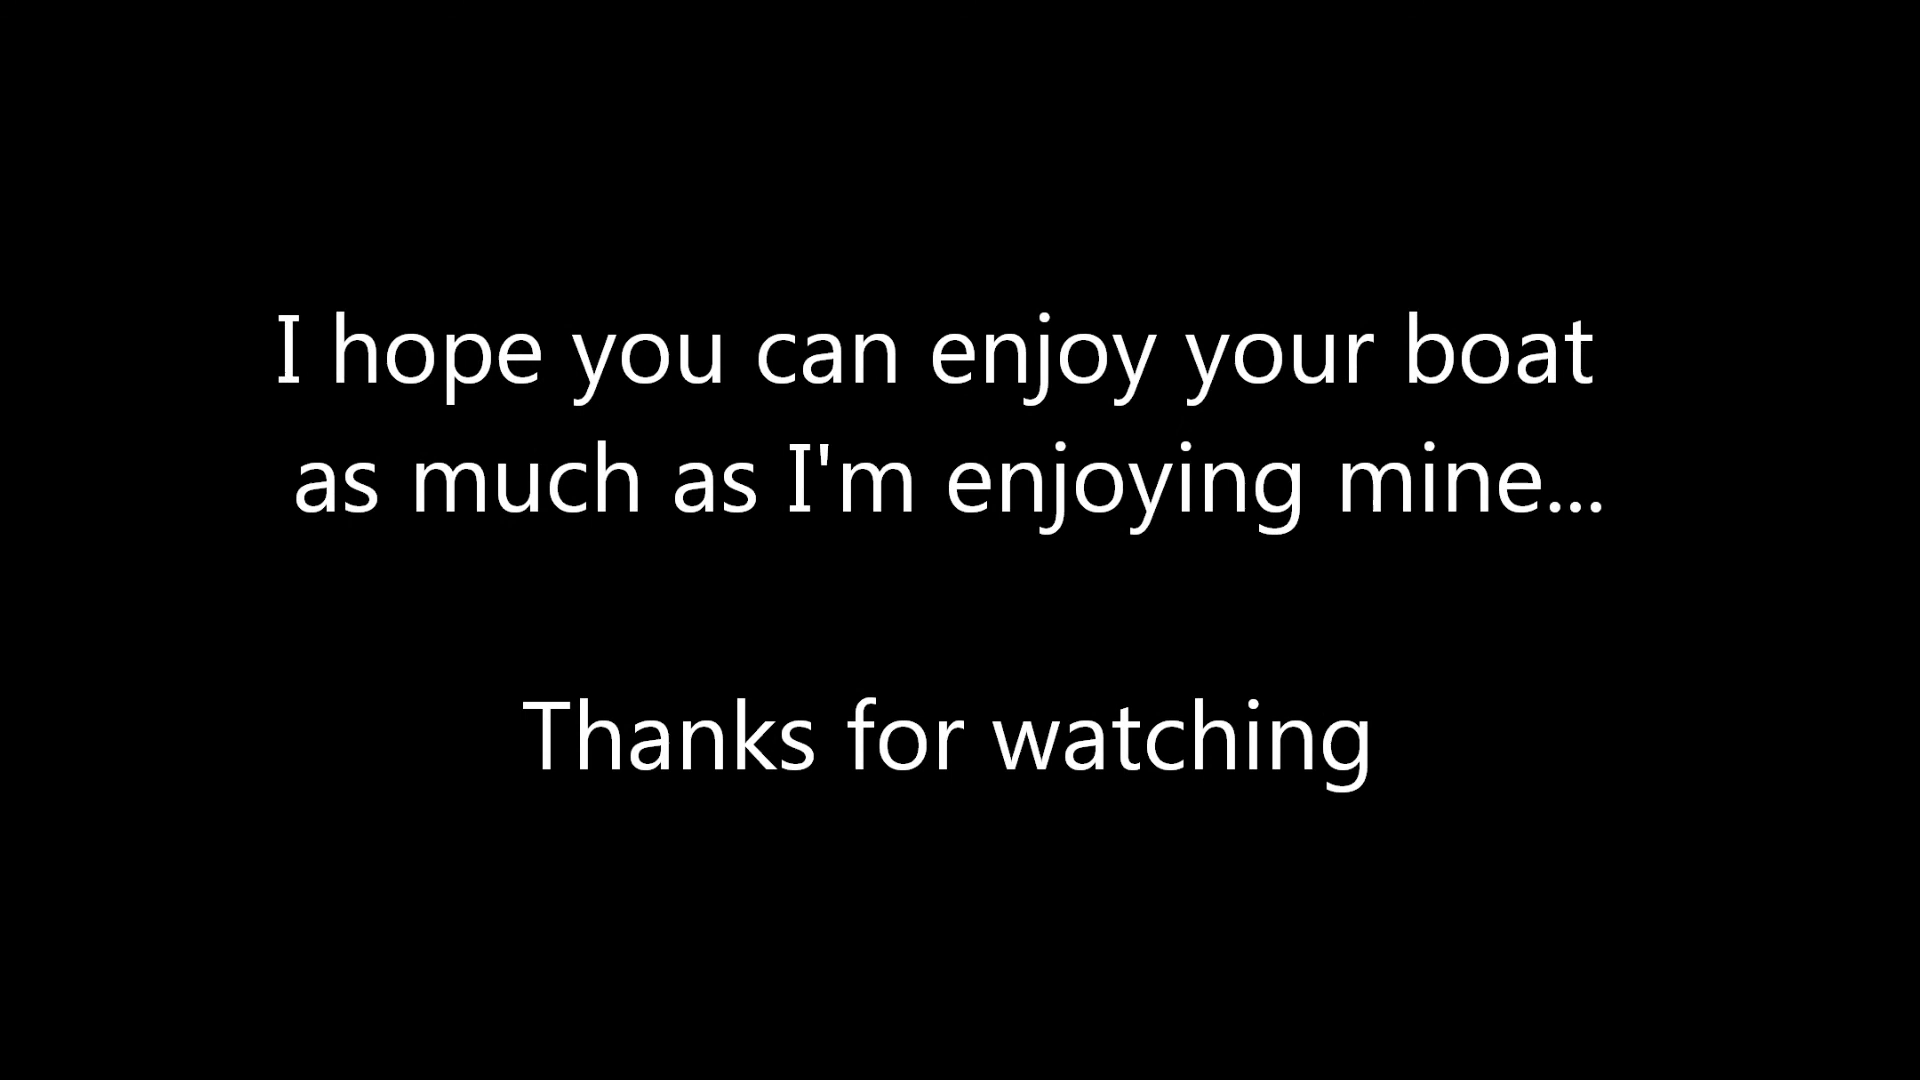 I hope you can enjoy your boat
as much as I'm enjoying mine...
Thanks for watching